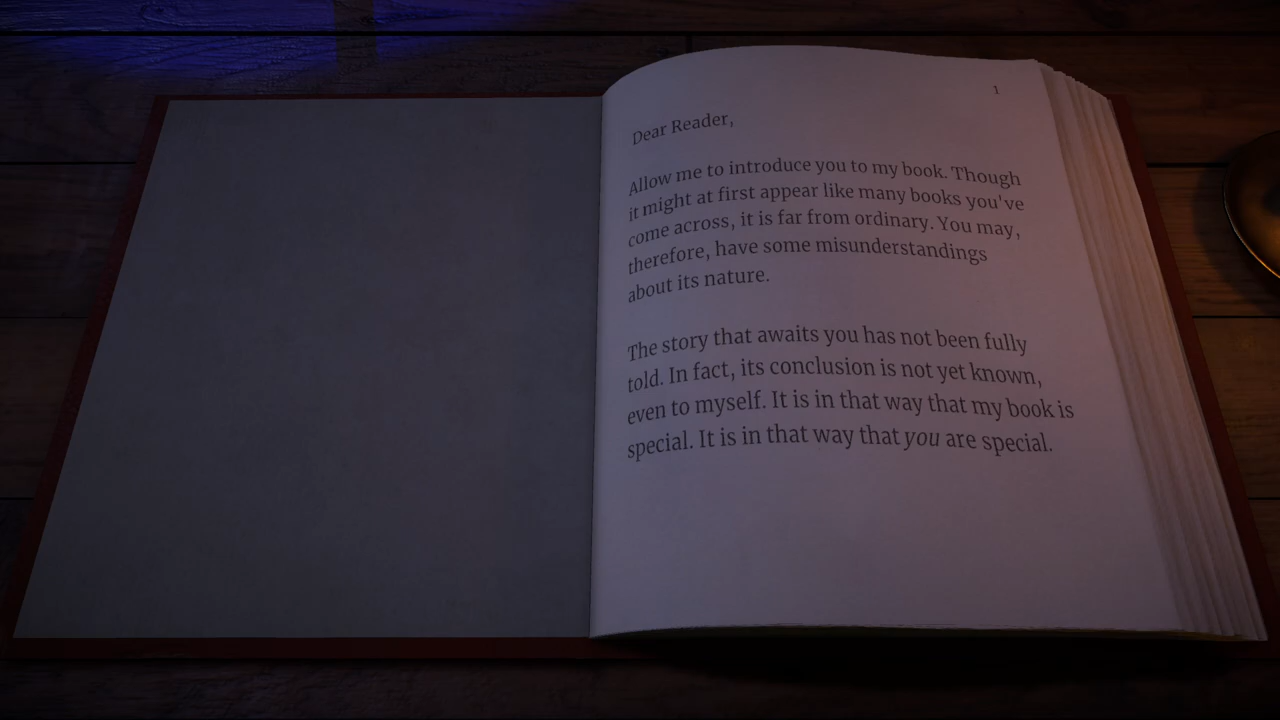 1
Dear Reader,
Allow me to introduce you to my book. Though
it might at first appear like many books you've
come across, it is far from ordinary. You may,
therefore, have some misunderstandings
about its nature.
The story that awaits you has not been fully
told. In fact, its conclusion is not yet known,
even to myself. It is in that way that my book is
special. It is in that way that you are special.